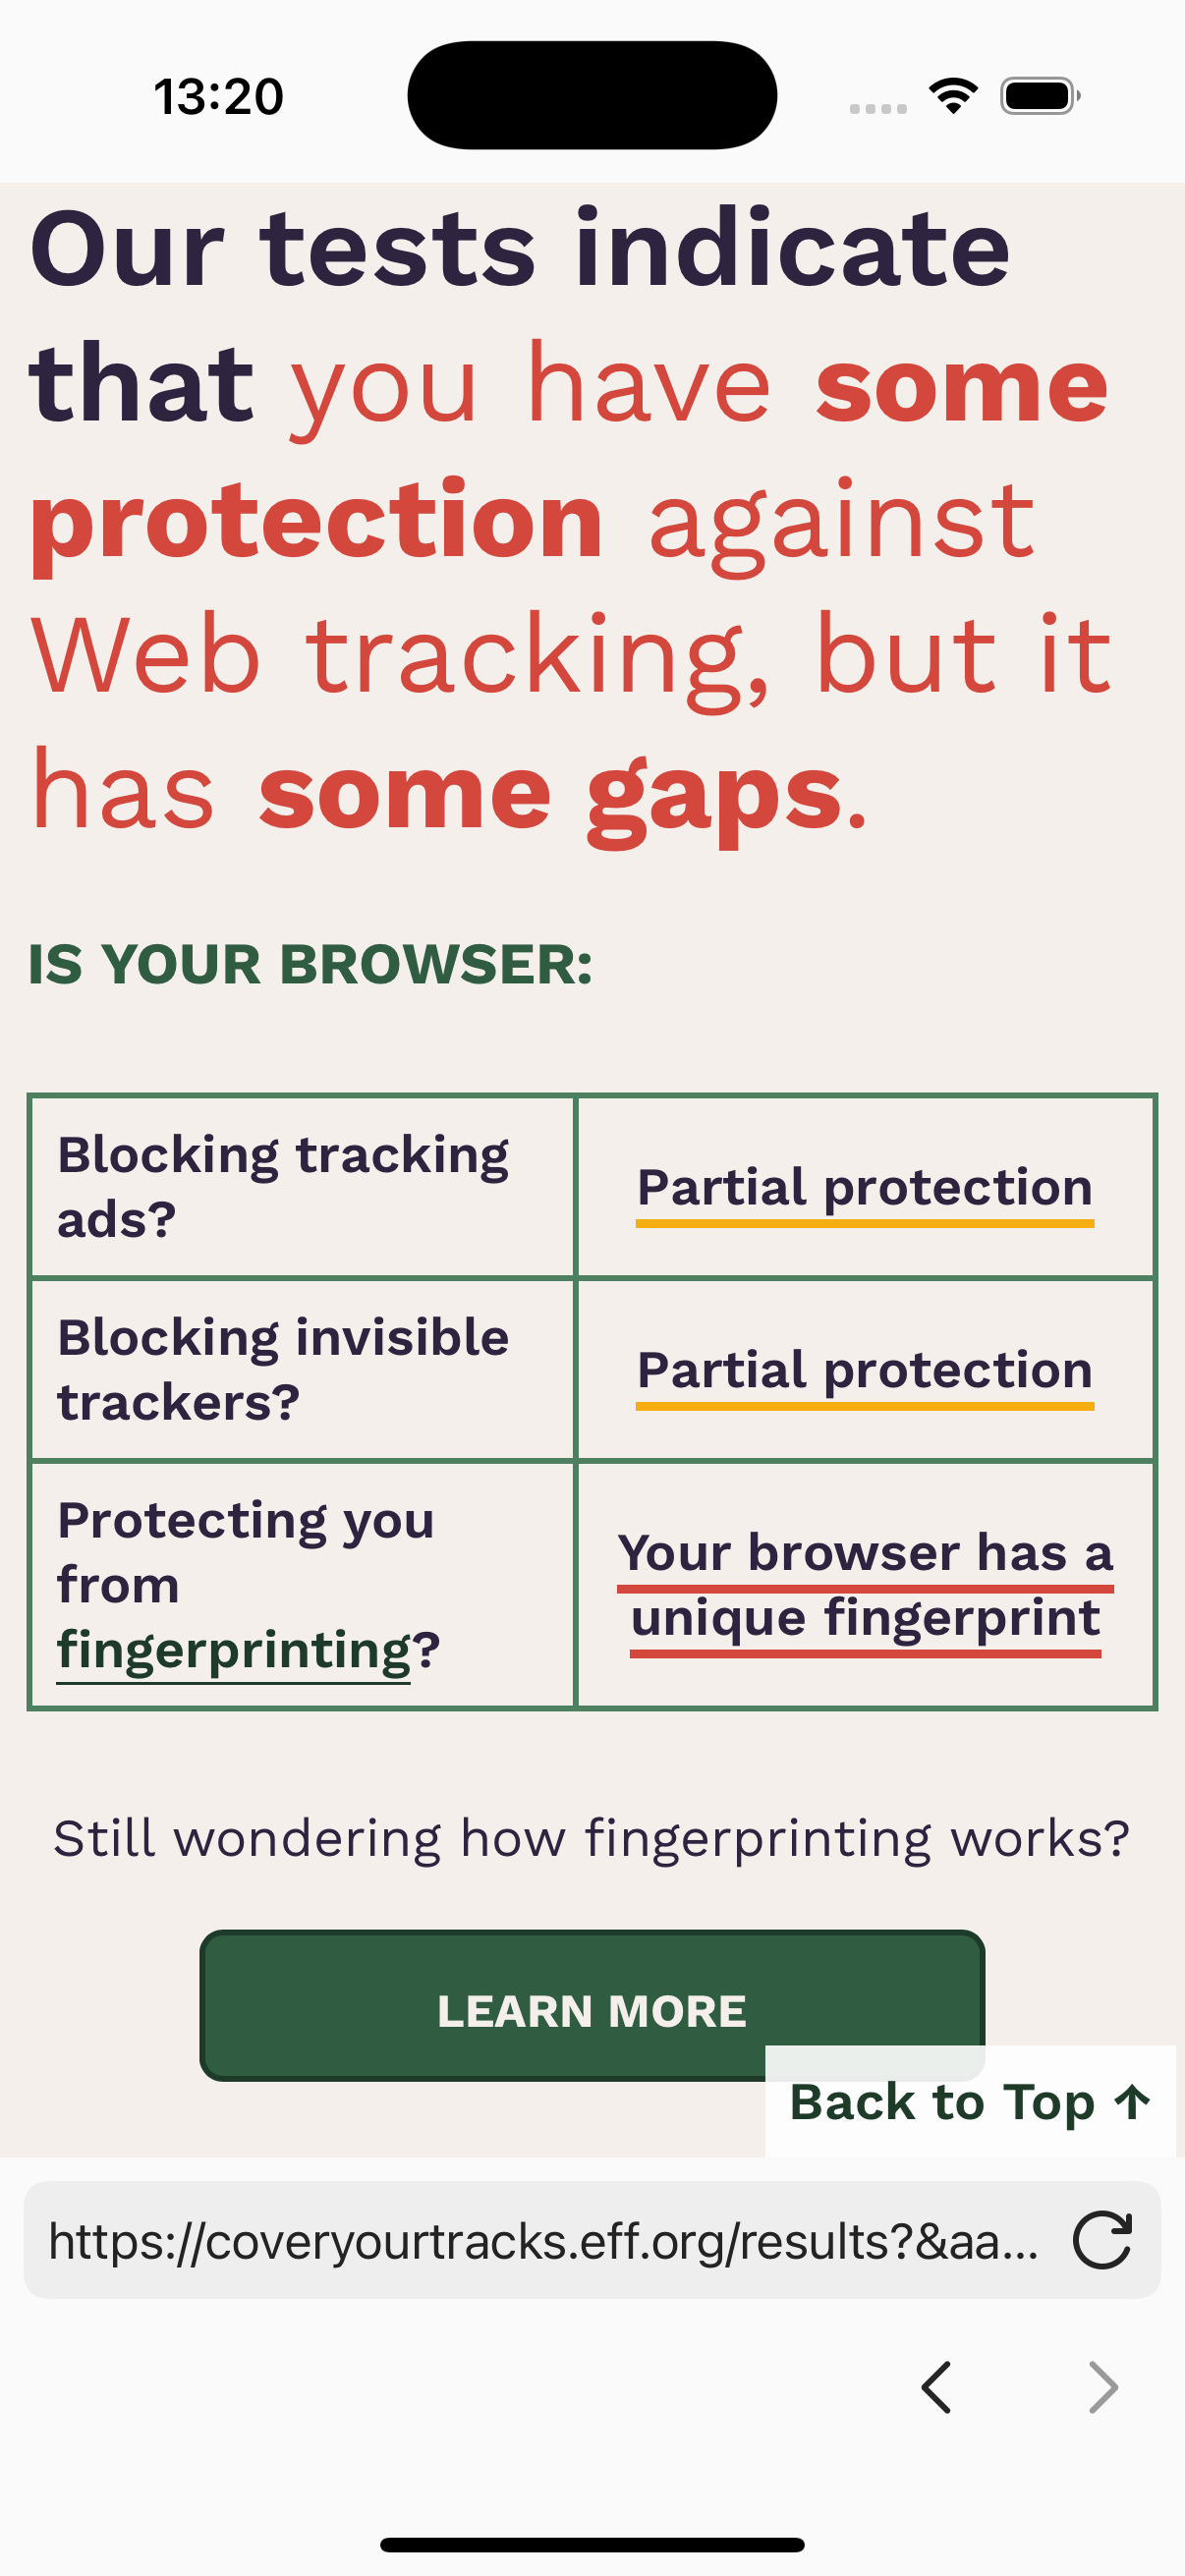 13:20
Our tests indicate
that you have some
protection against
Web tracking, but it
has some gaps.
IS YOUR BROWSER:
Blocking tracking
ads?
Partial protection
Blocking invisible
trackers?
Partial protection
Protecting you
from
fingerprinting?
Your browser has a
unique fingerprint
Still wondering how fingerprinting works?
LEARN MORE
Back to Top ↑
https://coveryourtracks.eff.org/results?&aa...